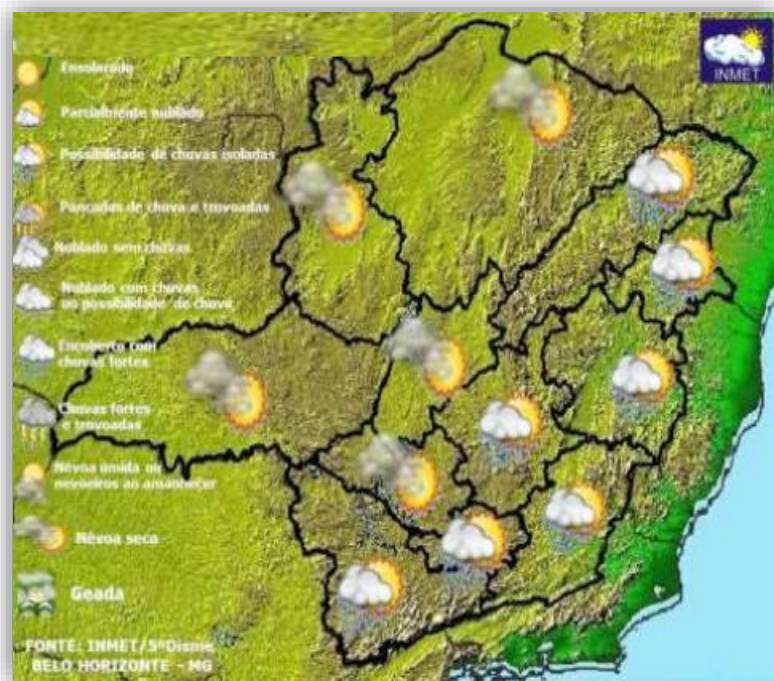 INMET
Ensolarado
Parcialmente nublado
Possibilidade de chuvas isoladas
Pancadas de chuva e trovoadas
Nublado sem chuvas
Nublado com chuvas
ou possibilidade de chuva
Encoberto com
chuvas fortes
Chuvas fortes
e trovoadas
Névoa úmida ou
nevoeiros ao amanhecer
Névoa seca
Geada
FONTE: INMET/5ºDisme
BELO HORIZONTE - MG